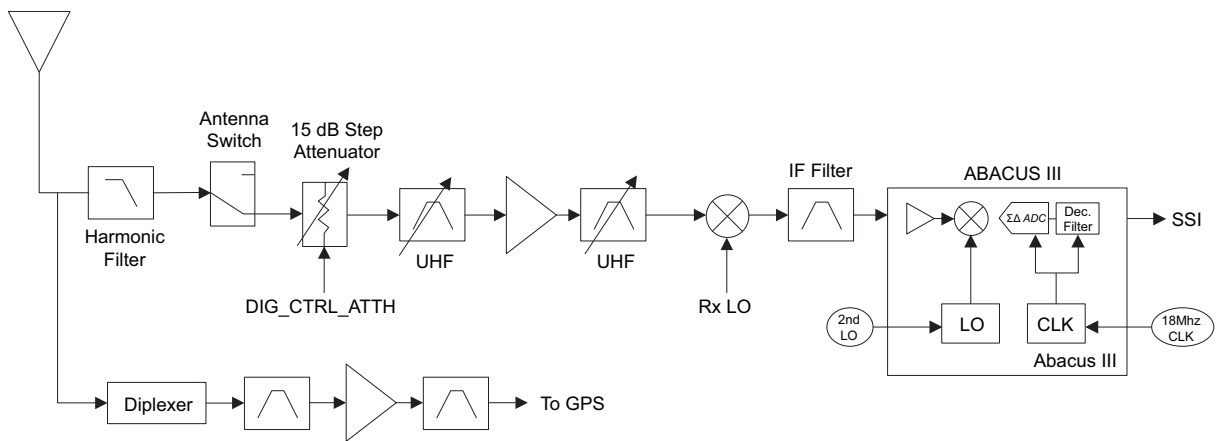 Antenna
Switch
15 dB Step
Attenuator
IF Filter
ABACUS III
Harmonic
Filter
UHF
UHF
ΣΔ ADC
Dec.
Filter
SSI
DIG_CTRL_ATTH
Rx LO
2nd
LO
LO
CLK
18Mhz
CLK
Abacus III
Diplexer
To GPS